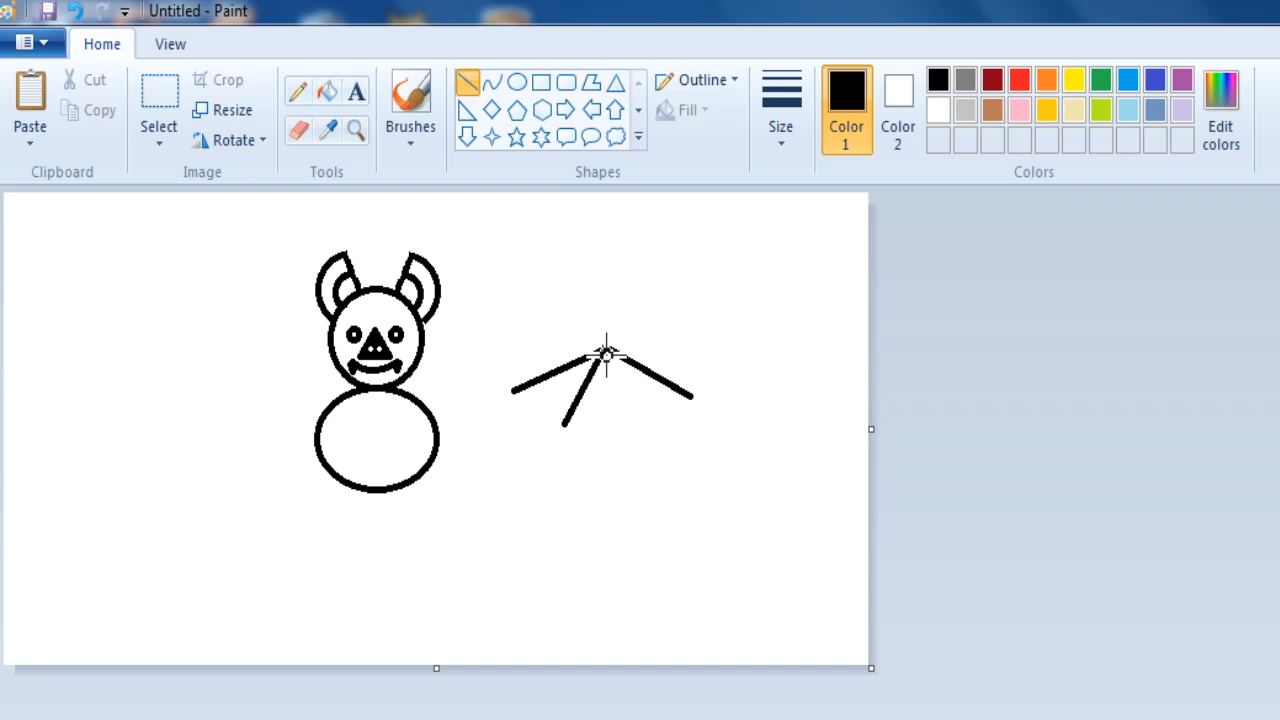 Untitled - Paint
Home View
Paste
Cut
Copy
Clipboard
Select
Crop
Resize
Rotate
Image
A
Tools
Brushes
Outline
Fill
Shapes
Size
Color 1
Color 2
Edit colors
Colors